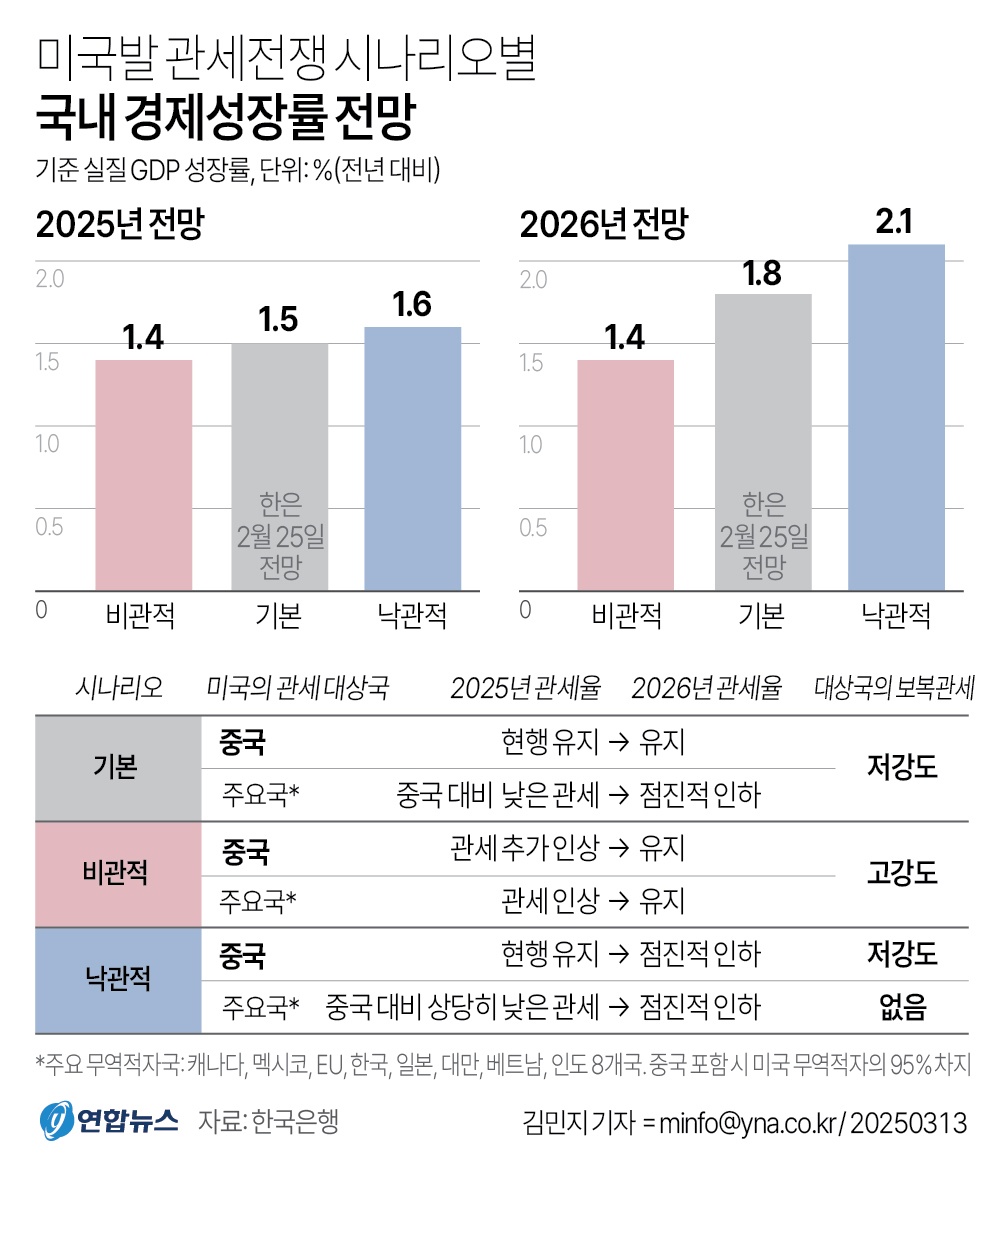 미국발 관세전쟁 시나리오별
국내 경제성장률 전망
기준 실질 GDP 성장률, 단위: %(전년 대비)
2025년 전망
2.0
1.5
1.0
0.5
0
1.4
1.5
1.6
한은
2월 25일
전망
비관적
기본
낙관적
2026년 전망
2.0
1.5
1.0
0.5
0
1.4
1.8
2.1
한은
2월 25일
전망
비관적
기본
낙관적
시나리오 미국의 관세 대상국 2025년 관세율 2026년 관세율 대상국의 보복관세
기본
중국 현행 유지 → 유지
주요국* 중국 대비 낮은 관세 → 점진적 인하
저강도
비관적
중국 관세 추가 인상 → 유지
주요국* 관세 인상 → 유지
고강도
낙관적
중국 현행 유지 → 점진적 인하 저강도
주요국* 중국 대비 상당히 낮은 관세 → 점진적 인하 없음
*주요 무역적자국: 캐나다, 멕시코, EU, 한국, 일본, 대만, 베트남, 인도 8개국. 중국 포함 시 미국 무역적자의 95% 차지
연합뉴스 자료: 한국은행 김민지 기자 = minfo@yna.co.kr / 20250313